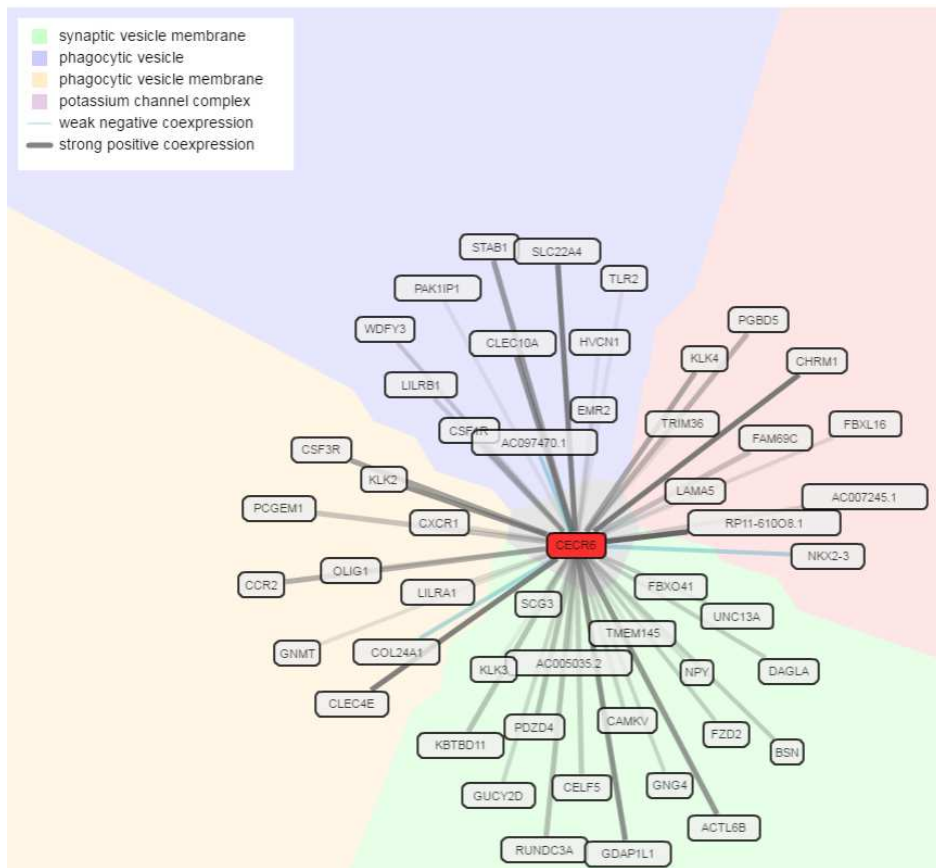 synaptic vesicle membrane
phagocytic vesicle
phagocytic vesicle membrane
potassium channel complex
weak negative coexpression
strong positive coexpression
STAB1
SLC22A4
TLR2
PAK1IP1
PGBD5
WDFY3
CLEC10A
HVCN1
KLK4
CHRM1
LILRB1
EMR2
TRIM36
FBXL16
CSF1R
AC097470.1
FAM69C
CSF3R
KLK2
LAMA5
AC007245.1
PCGEM1
CXCR1
RP11-610O8.1
CECR6
NKX2-3
OLIG1
CCR2
LILRA1
FBXO41
SCG3
UNC13A
TMEM145
GNMT
COL24A1
KLK3
AC005035.2
NPY
DAGLA
CLEC4E
PDZD4
CAMKV
FZD2
KBTBD11
BSN
GUCY2D
CELF5
GNG4
ACTL6B
RUNDC3A
GDAP1L1